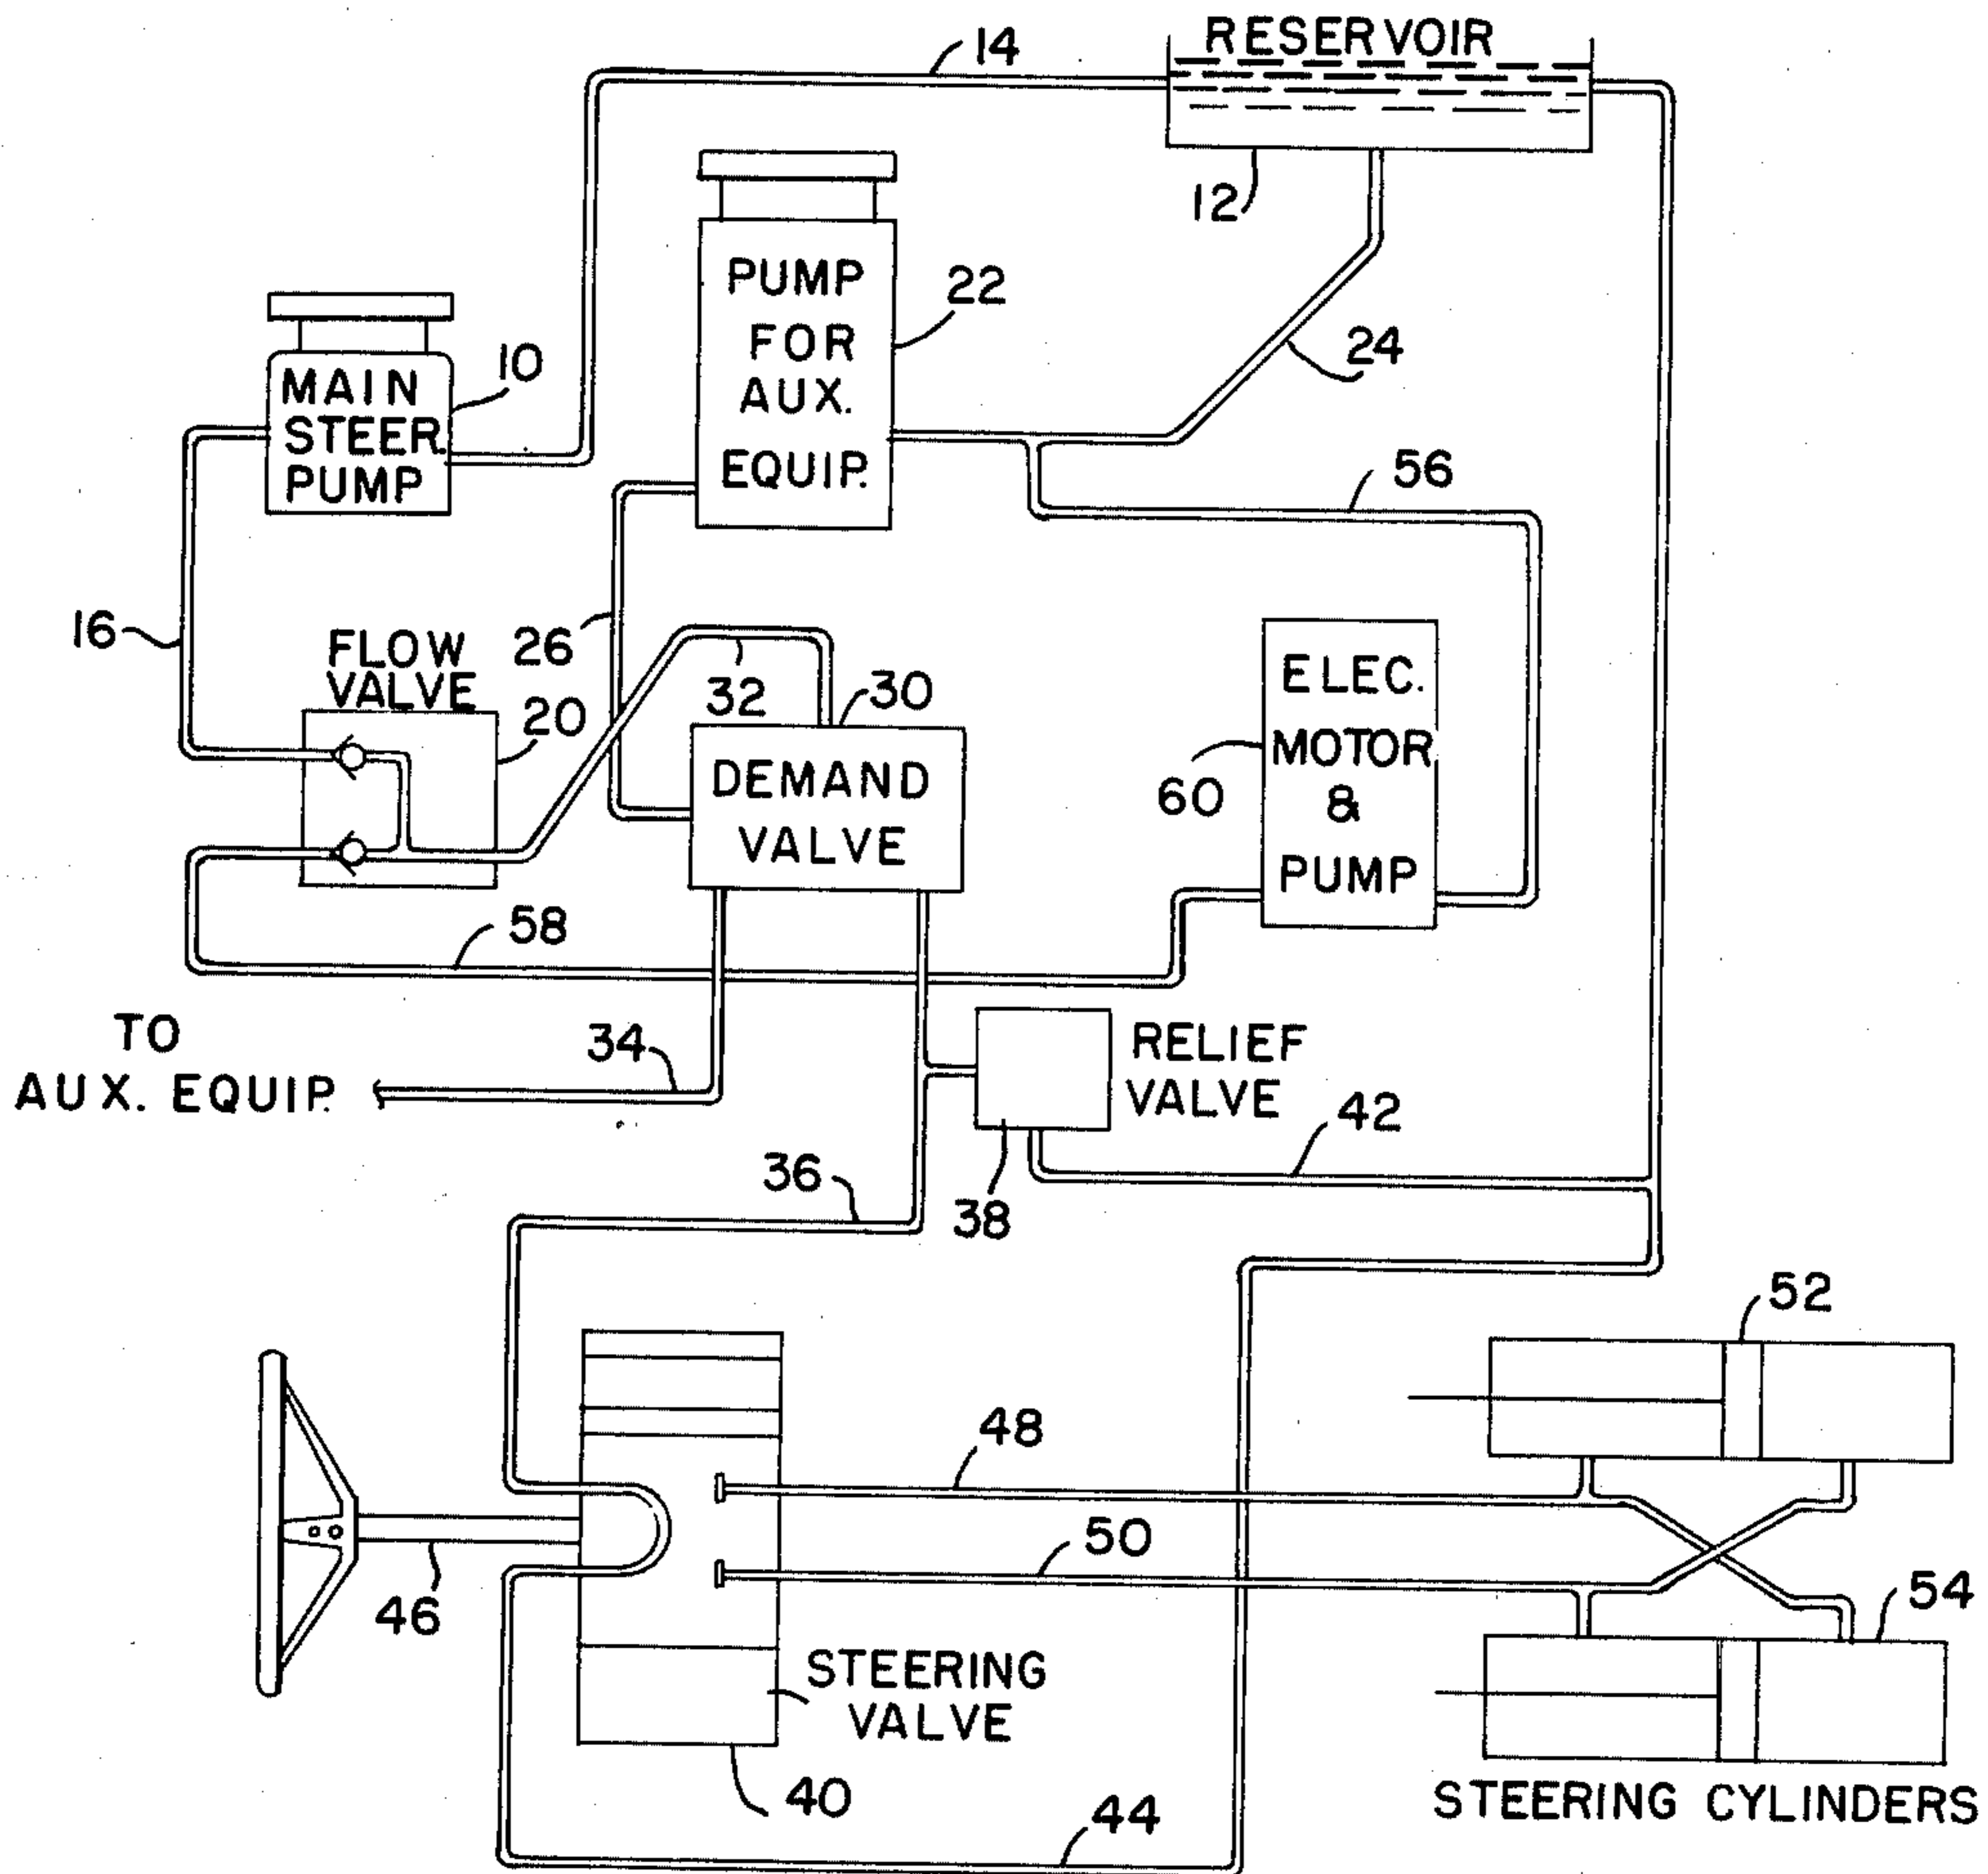 RESERVOIR
14
12
PUMP
FOR
AUX.
EQUIP.
22
24
MAIN
STEER.
PUMP
10
56
16
FLOW
VALVE
20
26
32
30
DEMAND
VALVE
ELEC.
MOTOR
&
PUMP
60
58
TO
AUX. EQUIP.
34
RELIEF
VALVE
42
36
38
52
48
50
46
54
STEERING
VALVE
40
44
STEERING CYLINDERS